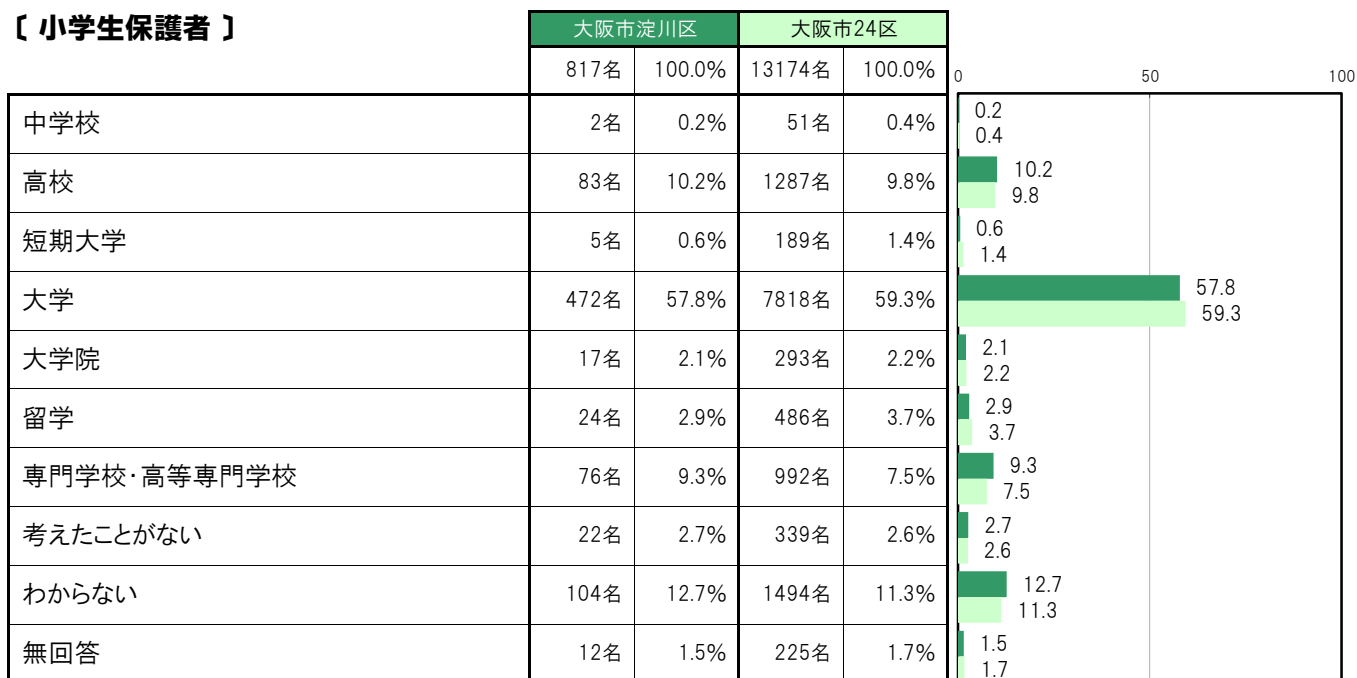 〔 小学生保護者 〕
大阪市淀川区 大阪市24区
817名 100.0% 13174名 100.0%
0 50 100
中学校 2名 0.2% 51名 0.4%
0.2
0.4
高校 83名 10.2% 1287名 9.8%
10.2
9.8
短期大学 5名 0.6% 189名 1.4%
0.6
1.4
大学 472名 57.8% 7818名 59.3%
57.8
59.3
大学院 17名 2.1% 293名 2.2%
2.1
2.2
留学 24名 2.9% 486名 3.7%
2.9
3.7
専門学校・高等専門学校 76名 9.3% 992名 7.5%
9.3
7.5
考えたことがない 22名 2.7% 339名 2.6%
2.7
2.6
わからない 104名 12.7% 1494名 11.3%
12.7
11.3
無回答 12名 1.5% 225名 1.7%
1.5
1.7